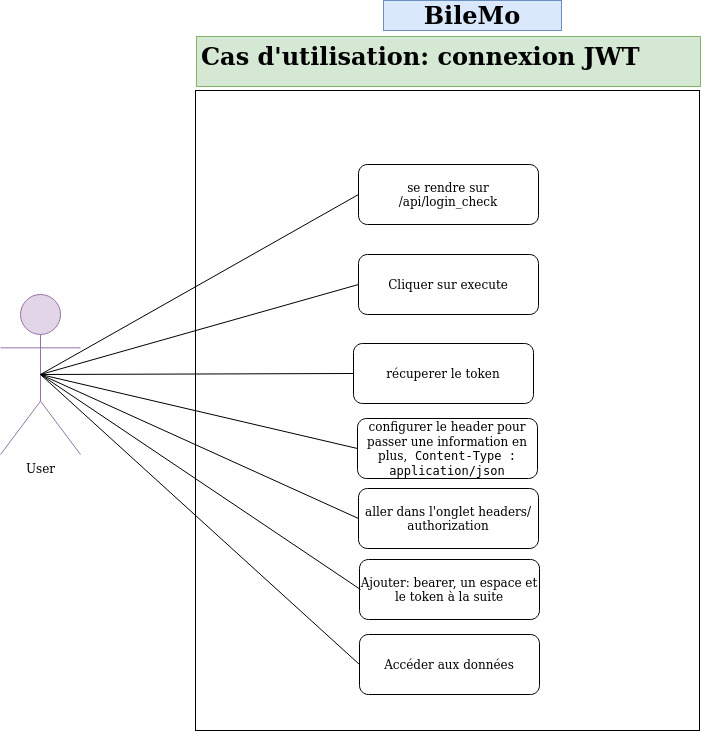 BileMo
Cas d'utilisation: connexion JWT
se rendre sur
/api/login_check
Cliquer sur execute
récuperer le token
configurer le header pour
passer une information en
plus, Content-Type :
application/json
aller dans l'onglet headers/
authorization
Ajouter: bearer, un espace et
le token à la suite
Accéder aux données
User